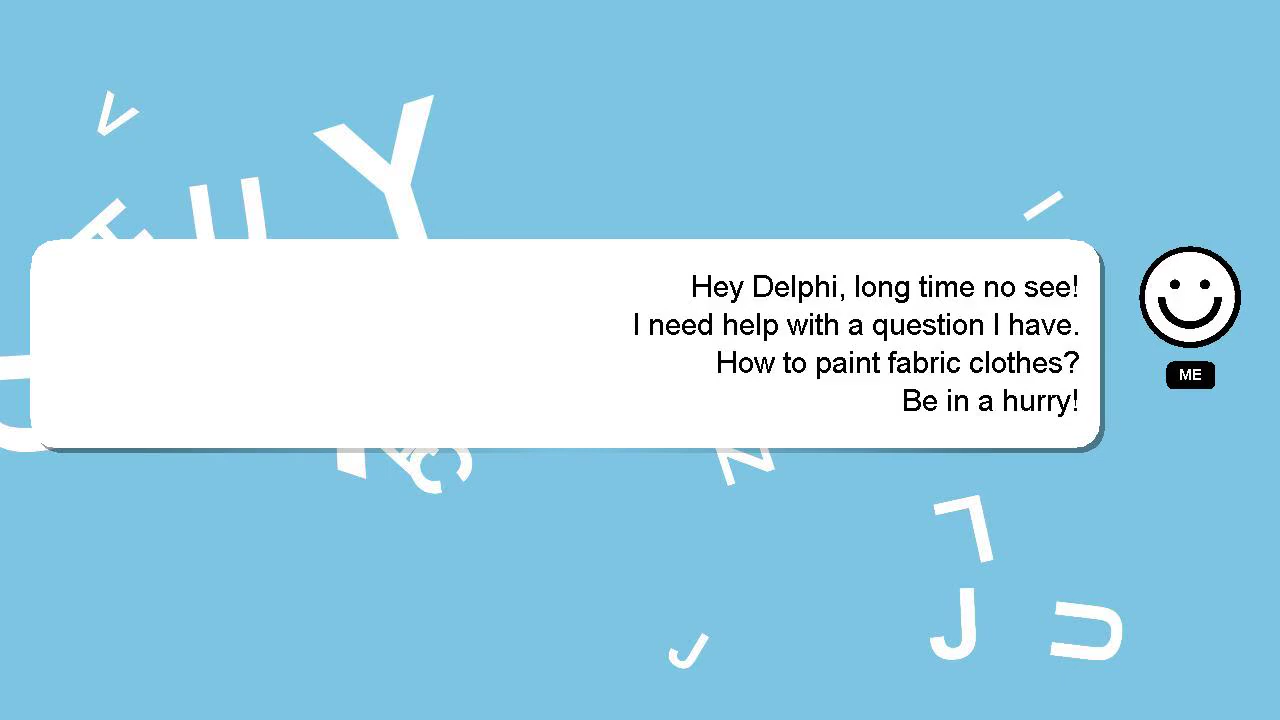 V
I
U
Y
I
Hey Delphi, long time no see!
I need help with a question I have.
How to paint fabric clothes?
Be in a hurry!
ME
N
L
J
U
J